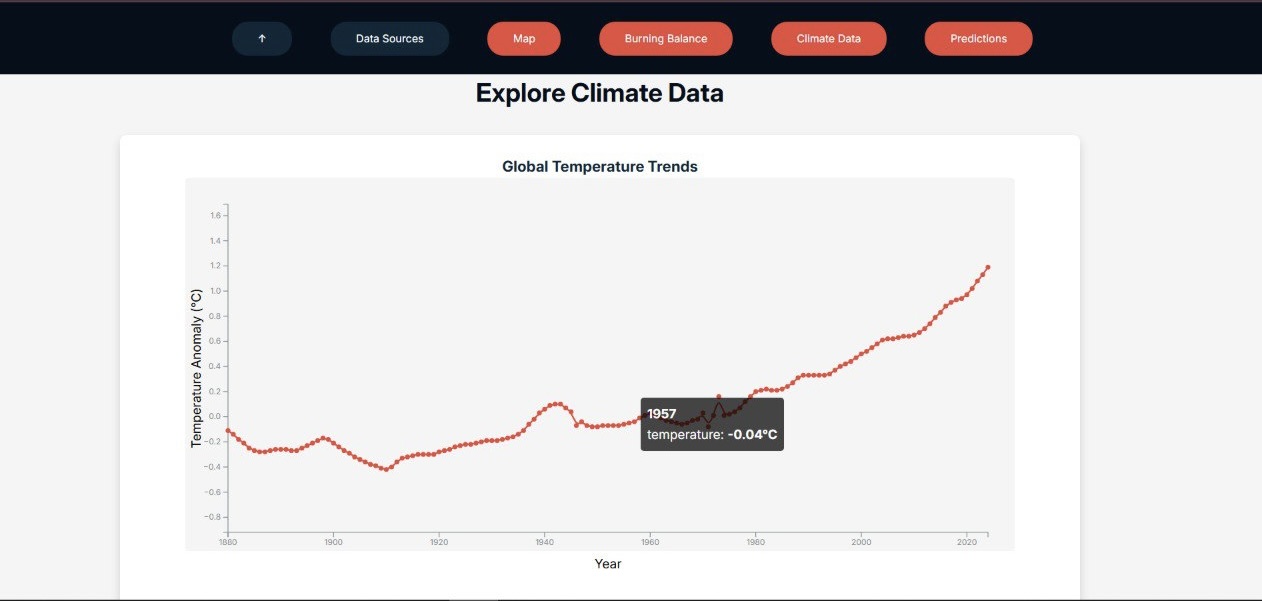 ↑ Data Sources Map Burning Balance Climate Data Predictions
Explore Climate Data
Global Temperature Trends
1.6
1.4
1.2
1.0
0.8
0.6
0.4
0.2
0.0
−0.2
−0.4
−0.6
−0.8
Temperature Anomaly (°C)
1957
temperature: -0.04°C
1880 1900 1920 1940 1960 1980 2000 2020
Year